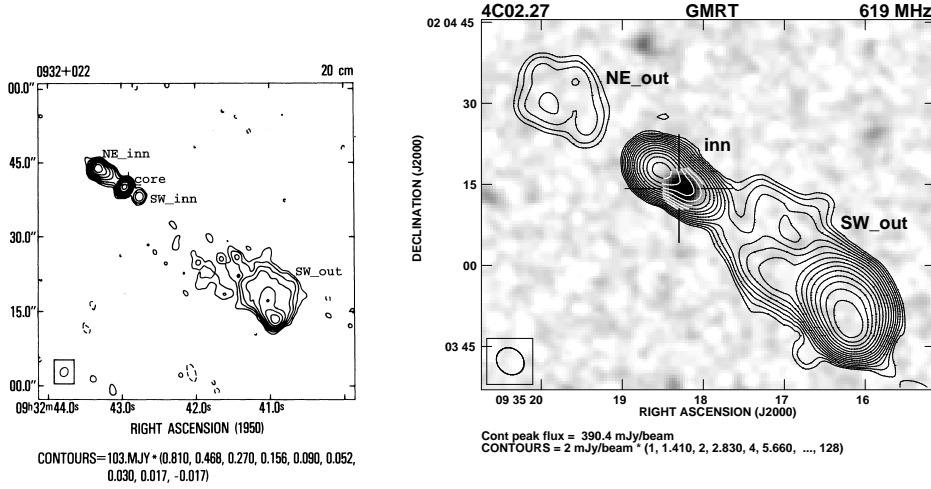 0932+022 20 cm
00.0"
NE_inn
45.0"
core
SW_inn
30.0"
SW_out
15.0"
00.0"
09h32m44.0s 43.0s 42.0s 41.0s
RIGHT ASCENSION (1950)
CONTOURS=103.MJY * (0.810, 0.468, 0.270, 0.156, 0.090, 0.052,
0.030, 0.017, -0.017)
4C02.27 GMRT 619 MHz
02 04 45
NE_out
30
inn
15
SW_out
00
03 45
DECLINATION (J2000)
09 35 20 19 18 17 16
RIGHT ASCENSION (J2000)
Cont peak flux = 390.4 mJy/beam
CONTOURS = 2 mJy/beam * (1, 1.410, 2, 2.830, 4, 5.660, ..., 128)